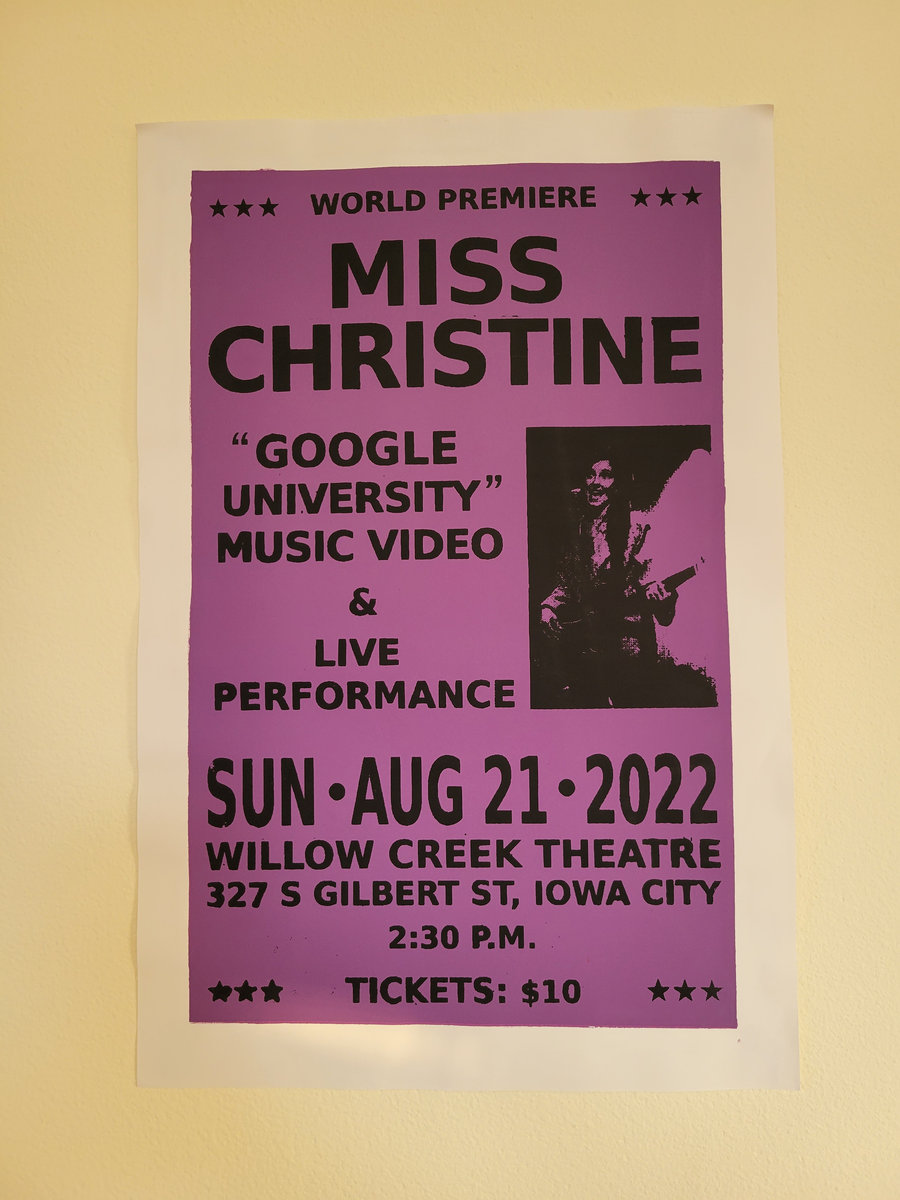 ★★★ WORLD PREMIERE ★★★
MISS
CHRISTINE
“GOOGLE
UNIVERSITY”
MUSIC VIDEO
&
LIVE
PERFORMANCE
SUN•AUG 21•2022
WILLOW CREEK THEATRE
327 S GILBERT ST, IOWA CITY
2:30 P.M.
★★★ TICKETS: $10 ★★★